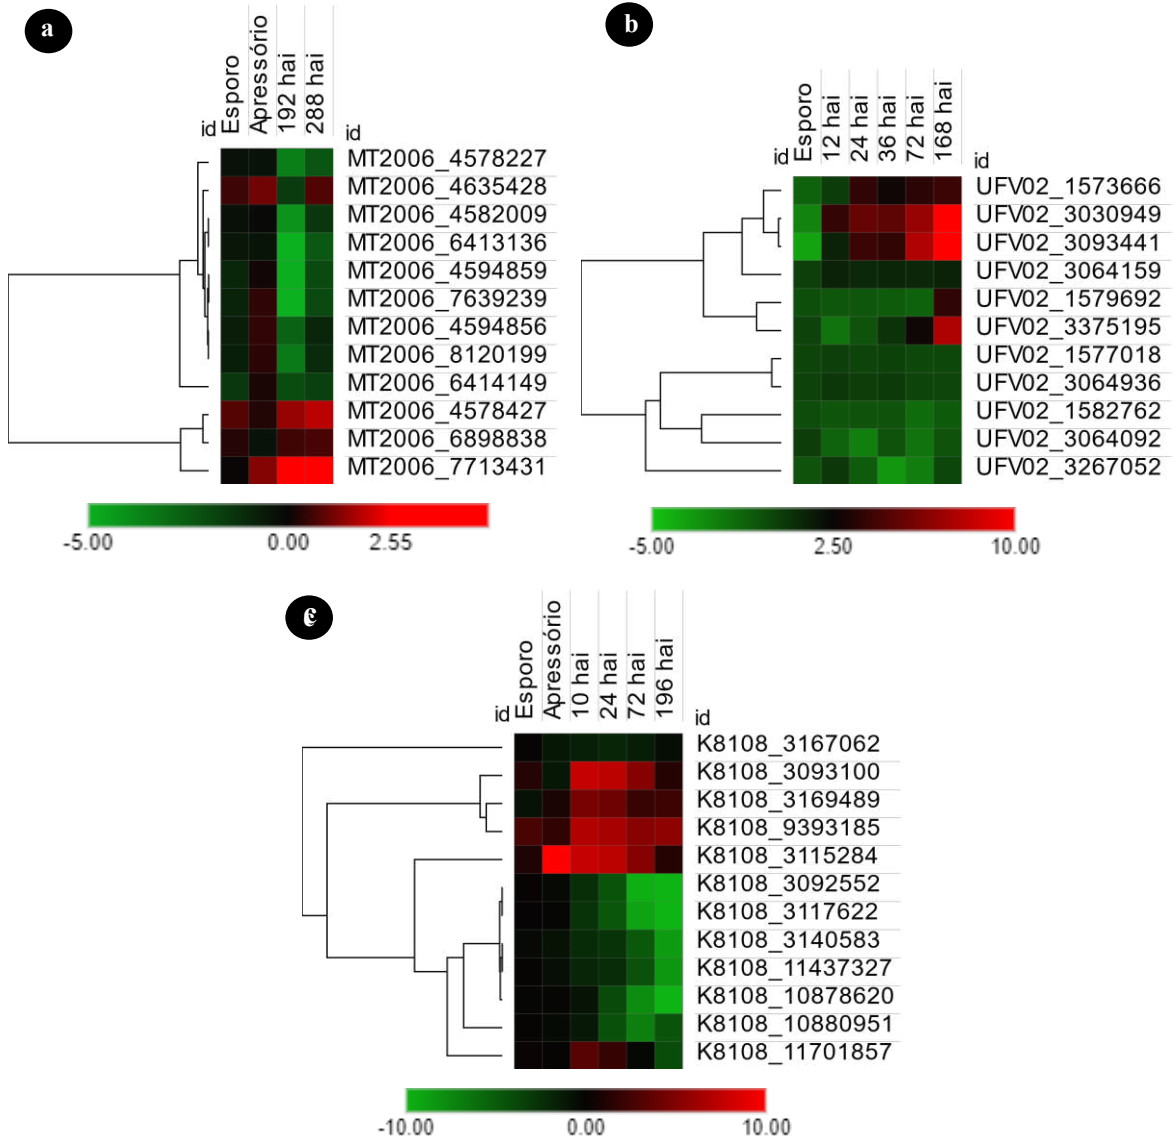 a
id Esporo Apressório 192 hai 288 hai id
MT2006_4578227
MT2006_4635428
MT2006_4582009
MT2006_6413136
MT2006_4594859
MT2006_7639239
MT2006_4594856
MT2006_8120199
MT2006_6414149
MT2006_4578427
MT2006_6898838
MT2006_7713431
-5.00 0.00 2.55
b
id Esporo 12 hai 24 hai 36 hai 72 hai 168 hai id
UFV02_1573666
UFV02_3030949
UFV02_3093441
UFV02_3064159
UFV02_1579692
UFV02_3375195
UFV02_1577018
UFV02_3064936
UFV02_1582762
UFV02_3064092
UFV02_3267052
-5.00 2.50 10.00
id Esporo Apressório 10 hai 24 hai 72 hai 196 hai id
K8108_3167062
K8108_3093100
K8108_3169489
K8108_9393185
K8108_3115284
K8108_3092552
K8108_3117622
K8108_3140583
K8108_11437327
K8108_10878620
K8108_10880951
K8108_11701857
-10.00 0.00 10.00